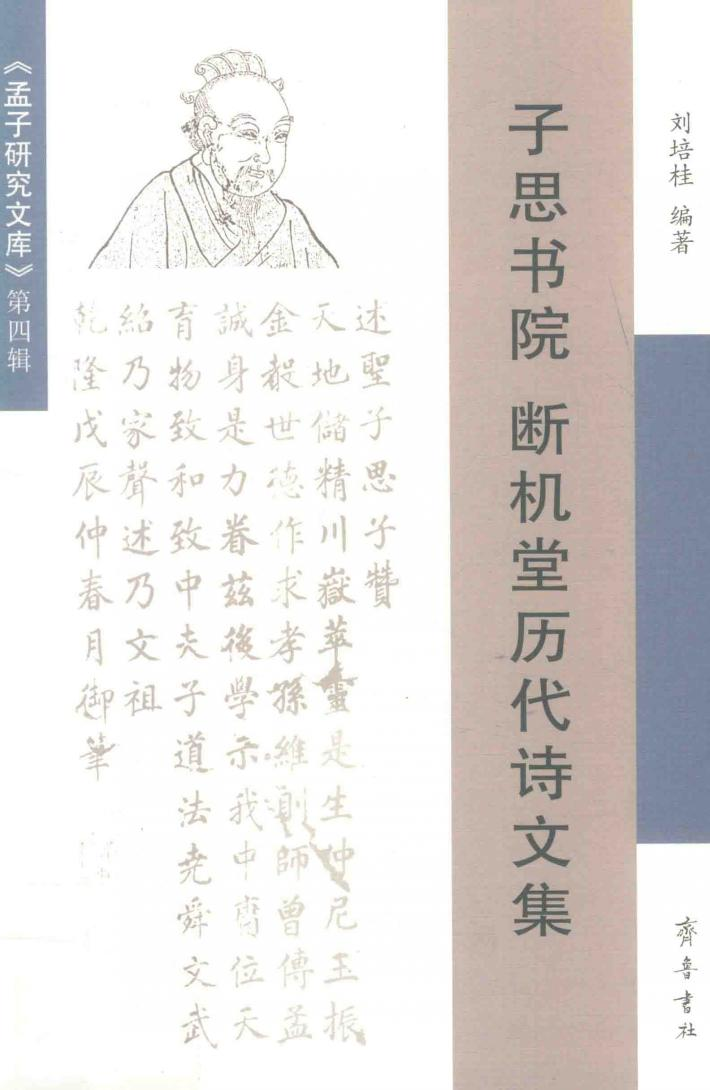 刘培桂 编著
子思书院 断机堂历代诗文集
齊魯書社
述聖子思子贊
天地儲精川嶽萃靈是生仲尼玉振
金聲世德作求孝孫維則師曾傳孟
誠身是力眷茲後學示我中庸位天
育物致和致中夫子道法堯舜文武
紹乃家聲述乃文祖
乾隆戊辰仲春月御筆
《孟子研究文库》第四辑